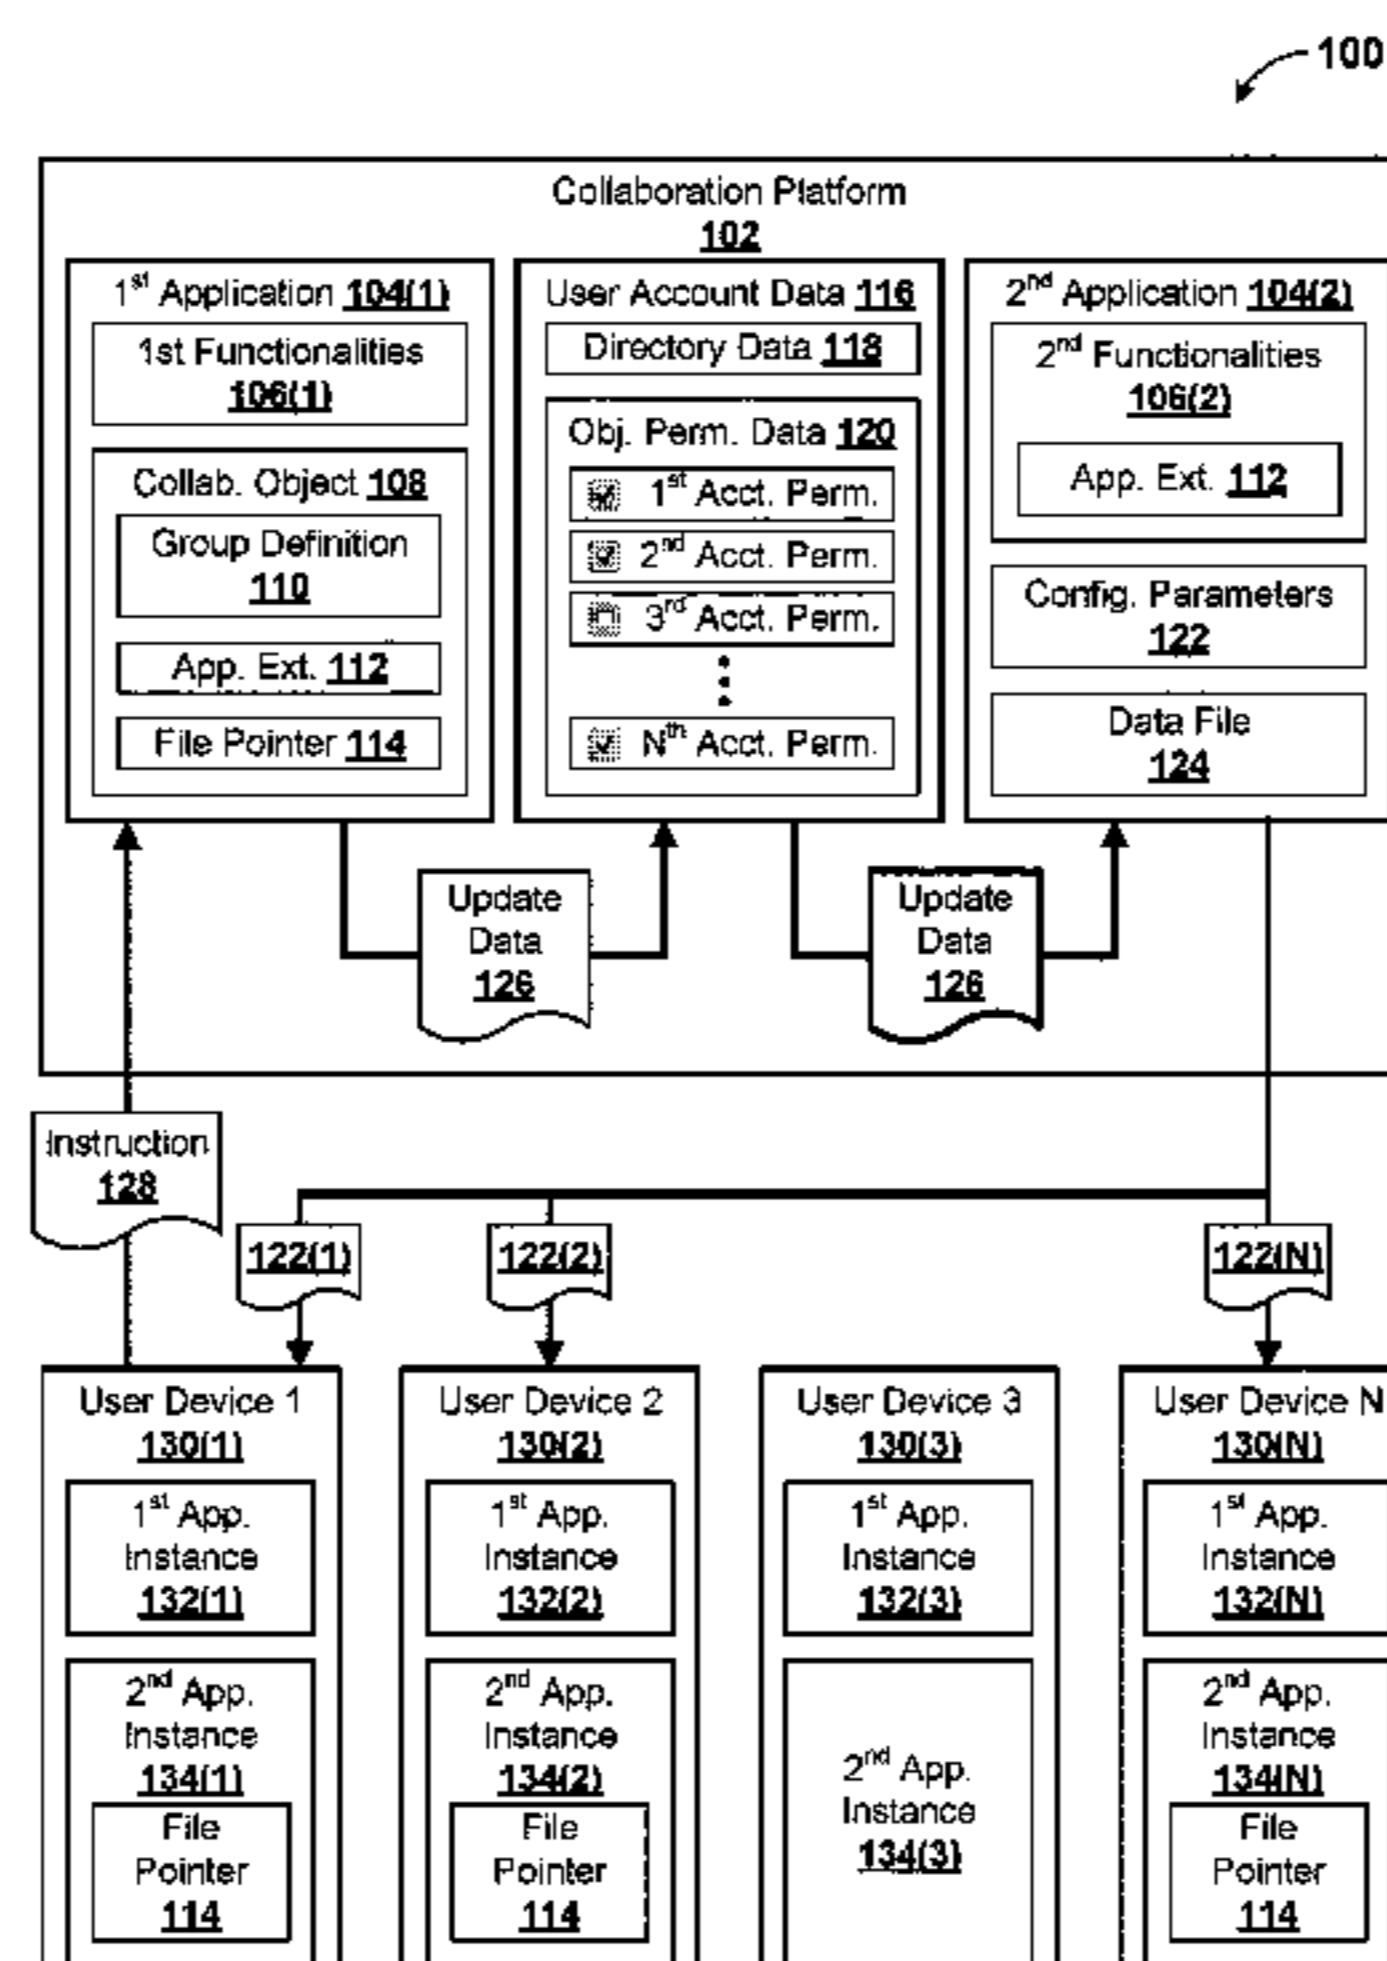 100
Collaboration Platform
102
1st Application 104(1)
1st Functionalities
106(1)
Collab. Object 108
Group Definition
110
App. Ext. 112
File Pointer 114
User Account Data 116
Directory Data 118
Obj. Perm. Data 120
1st Acct. Perm.
2nd Acct. Perm.
3rd Acct. Perm.
Nth Acct. Perm.
2nd Application 104(2)
2nd Functionalities
106(2)
App. Ext. 112
Config. Parameters
122
Data File
124
Update
Data
126
Update
Data
126
Instruction
128
122(1)
122(2)
122(N)
User Device 1
130(1)
1st App.
Instance
132(1)
2nd App.
Instance
134(1)
File
Pointer
114
User Device 2
130(2)
1st App.
Instance
132(2)
2nd App.
Instance
134(2)
File
Pointer
114
User Device 3
130(3)
1st App.
Instance
132(3)
2nd App.
Instance
134(3)
User Device N
130(N)
1st App.
Instance
132(N)
2nd App.
Instance
134(N)
File
Pointer
114